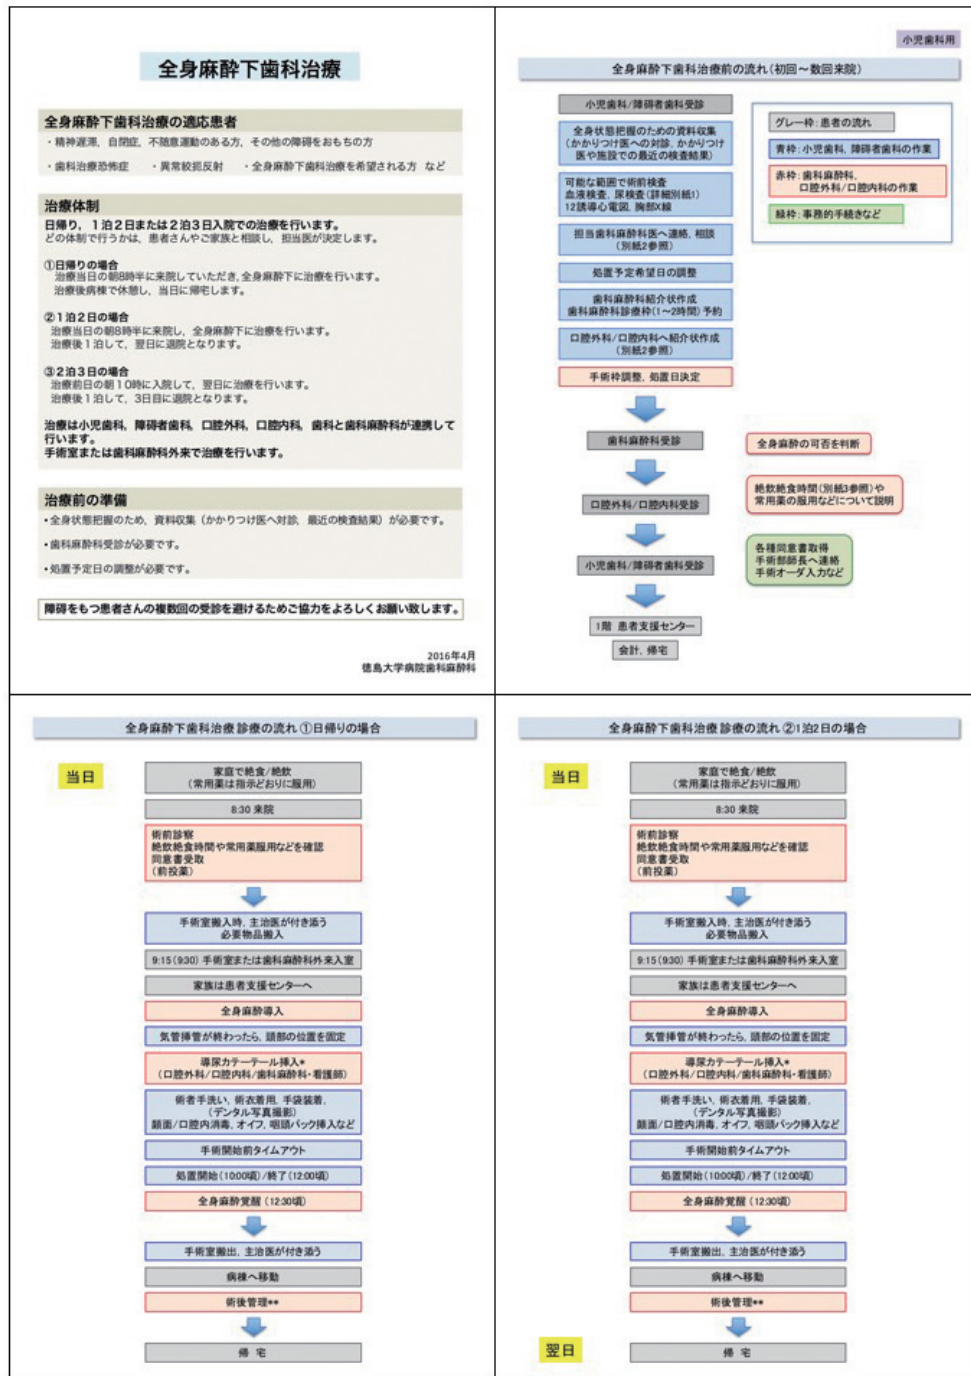 全身麻酔下歯科治療
全身麻酔下歯科治療の適応患者
・精神遅滞，自閉症，不随意運動のある方，その他の障碍をおもちの方
・歯科治療恐怖症　・異常絞扼反射　・全身麻酔下歯科治療を希望される方 など
治療体制
日帰り，１泊２日または２泊３日入院での治療を行います。
どの体制で行うかは，患者さんやご家族と相談し，担当医が決定します。
①日帰りの場合
治療当日の朝8時半に来院していただき,全身麻酔下に治療を行います。
治療後病棟で休憩し，当日に帰宅します。
②１泊２日の場合
治療当日の朝8時半に来院し，全身麻酔下に治療を行います。
治療後１泊して，翌日に退院となります。
③２泊３日の場合
治療前日の朝１０時に入院して，翌日に治療を行います。
治療後１泊して，3日目に退院となります。
治療は小児歯科，障碍者歯科，口腔外科，口腔内科，歯科と歯科麻酔科が連携して
行います。
手術室または歯科麻酔科外来で治療を行います。
治療前の準備
・全身状態把握のため，資料収集（かかりつけ医へ対診，最近の検査結果）が必要です。
・歯科麻酔科受診が必要です。
・処置予定日の調整が必要です。
障碍をもつ患者さんの複数回の受診を避けるためご協力をよろしくお願い致します。
2016年4月
徳島大学病院歯科麻酔科
小児歯科用
全身麻酔下歯科治療前の流れ(初回〜数回来院)
小児歯科/障碍者歯科受診
全身状態把握のための資料収集
(かかりつけ医への対診，かかりつけ
医や施設での最近の検査結果)
可能な範囲で術前検査
血液検査，尿検査(詳細別紙1)
12誘導心電図，胸部X線
担当歯科麻酔科医へ連絡，相談
(別紙2参照)
処置予定希望日の調整
歯科麻酔科紹介状作成
歯科麻酔科診療枠(1〜2時間)予約
口腔外科/口腔内科へ紹介状作成
(別紙2参照)
手術枠調整，処置日決定
歯科麻酔科受診
口腔外科/口腔内科受診
小児歯科/障碍者歯科受診
1階 患者支援センター
会計，帰宅
グレー枠：患者の流れ
青枠：小児歯科，障碍者歯科の作業
赤枠：歯科麻酔科，
口腔外科/口腔内科の作業
緑枠：事務的手続きなど
全身麻酔の可否を判断
絶飲絶食時間(別紙3参照)や
常用薬の服用などについて説明
各種同意書取得
手術部師長へ連絡
手術オーダ入力など
全身麻酔下歯科治療 診療の流れ ①日帰りの場合
当日
家庭で絶食/絶飲
(常用薬は指示どおりに服用)
8:30 来院
術前診察
絶飲絶食時間や常用薬服用などを確認
同意書受取
(前投薬)
手術室搬入時，主治医が付き添う
必要物品搬入
9:15(9:30) 手術室または歯科麻酔科外来入室
家族は患者支援センターへ
全身麻酔導入
気管挿管が終わったら，頭部の位置を固定
導尿カテーテル挿入*
(口腔外科/口腔内科/歯科麻酔科・看護師)
術者手洗い，術衣着用，手袋装着，
(デンタル写真撮影)
顔面/口腔内消毒，オイフ，咽頭パック挿入など
手術開始前タイムアウト
処置開始(10:00頃)/終了(12:00頃)
全身麻酔覚醒 (12:30頃)
手術室搬出，主治医が付き添う
病棟へ移動
術後管理**
帰 宅
全身麻酔下歯科治療 診療の流れ ②1泊2日の場合
当日
家庭で絶食/絶飲
(常用薬は指示どおりに服用)
8:30 来院
術前診察
絶飲絶食時間や常用薬服用などを確認
同意書受取
(前投薬)
手術室搬入時，主治医が付き添う
必要物品搬入
9:15(9:30) 手術室または歯科麻酔科外来入室
家族は患者支援センターへ
全身麻酔導入
気管挿管が終わったら，頭部の位置を固定
導尿カテーテル挿入*
(口腔外科/口腔内科/歯科麻酔科・看護師)
術者手洗い，術衣着用，手袋装着，
(デンタル写真撮影)
顔面/口腔内消毒，オイフ，咽頭パック挿入など
手術開始前タイムアウト
処置開始(10:00頃)/終了(12:00頃)
全身麻酔覚醒 (12:30頃)
手術室搬出，主治医が付き添う
病棟へ移動
術後管理**
翌日
帰 宅